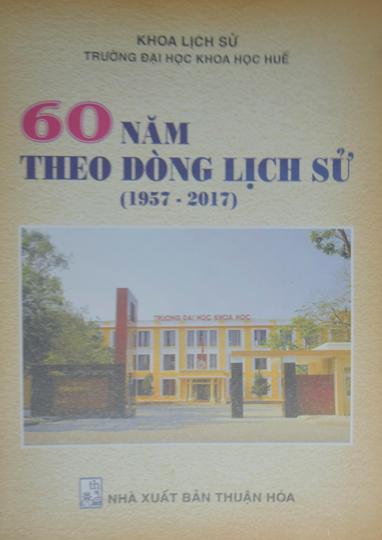 KHOA LỊCH SỬ
TRƯỜNG ĐẠI HỌC KHOA HỌC HUẾ
60 NĂM
THEO DÒNG LỊCH SỬ
(1957 - 2017)
TRƯỜNG ĐẠI HỌC KHOA HỌC
NHÀ XUẤT BẢN THUẬN HÓA